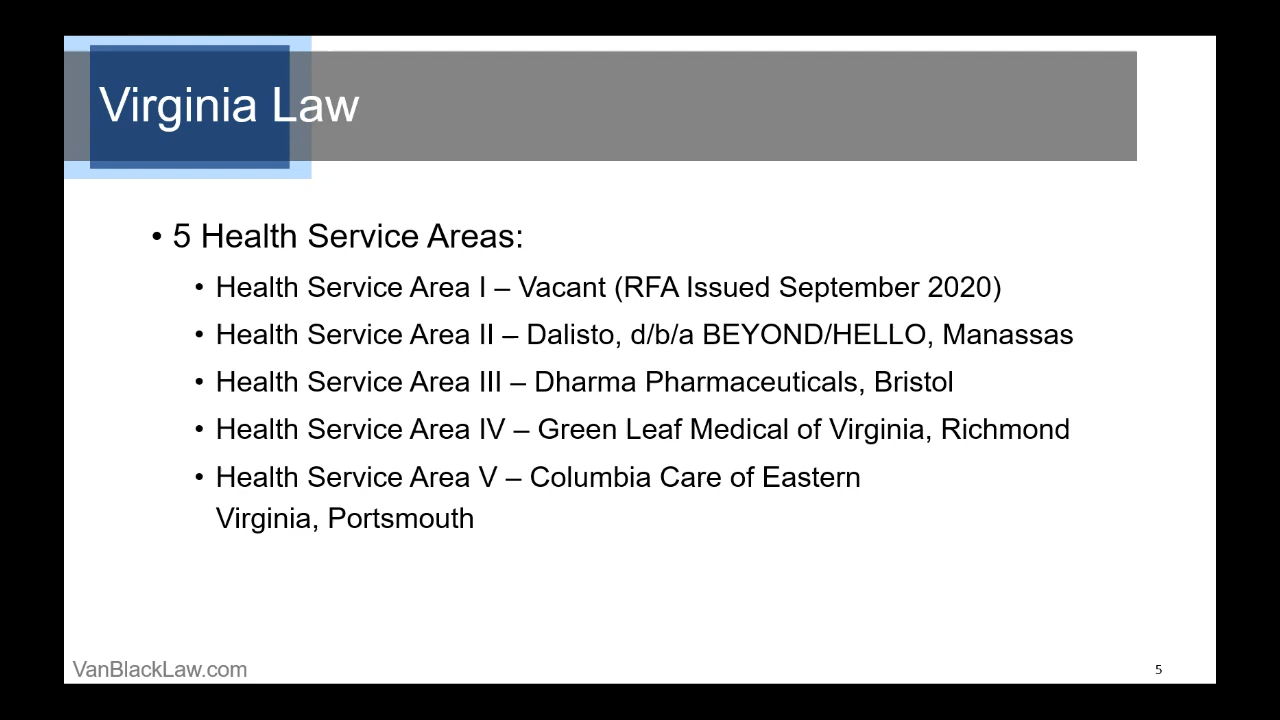 Virginia Law
• 5 Health Service Areas:
• Health Service Area I – Vacant (RFA Issued September 2020)
• Health Service Area II – Dalisto, d/b/a BEYOND/HELLO, Manassas
• Health Service Area III – Dharma Pharmaceuticals, Bristol
• Health Service Area IV – Green Leaf Medical of Virginia, Richmond
• Health Service Area V – Columbia Care of Eastern
Virginia, Portsmouth
VanBlackLaw.com
5